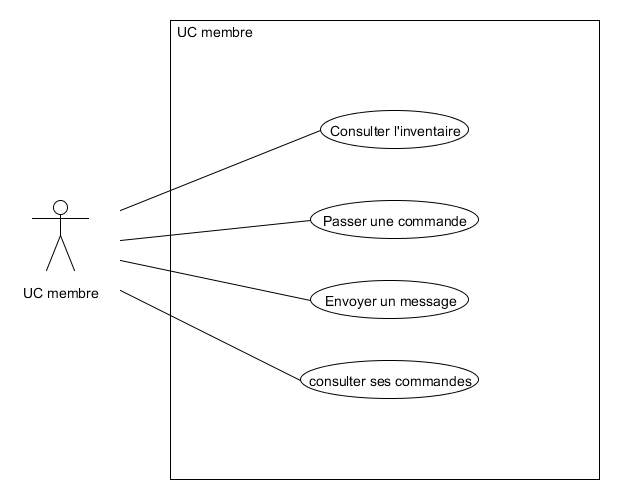 UC membre
Consulter l'inventaire
Passer une commande
UC membre
Envoyer un message
consulter ses commandes